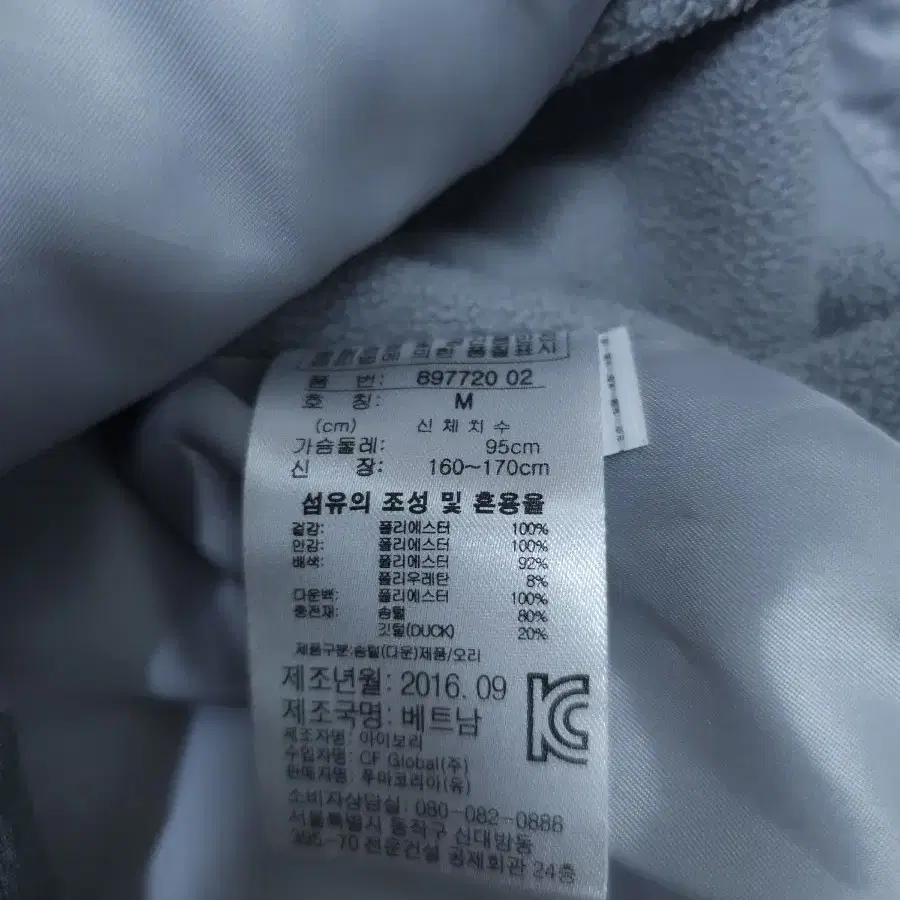 에 의한 품질표시
품 번: 897720 02
호 칭: M
(cm) 신체치수
가슴둘레: 95cm
신 장: 160~170cm
섬유의 조성 및 혼용율
겉감: 폴리에스터 100%
안감: 폴리에스터 100%
배색: 폴리에스터 92%
폴리우레탄 8%
다운백: 폴리에스터 100%
충전재: 솜털 80%
깃털(DUCK) 20%
제품구분:솜털(다운)제품/오리
제조년월: 2016. 09
제조국명: 베트남
제조자명: 아이보리
수입자명: CF Global(주)
판매자명: 푸마코리아(유)
소비자상담실: 080-082-0886
서울특별시 동작구 신대방동
395-70 전문건설 공제회관 24층